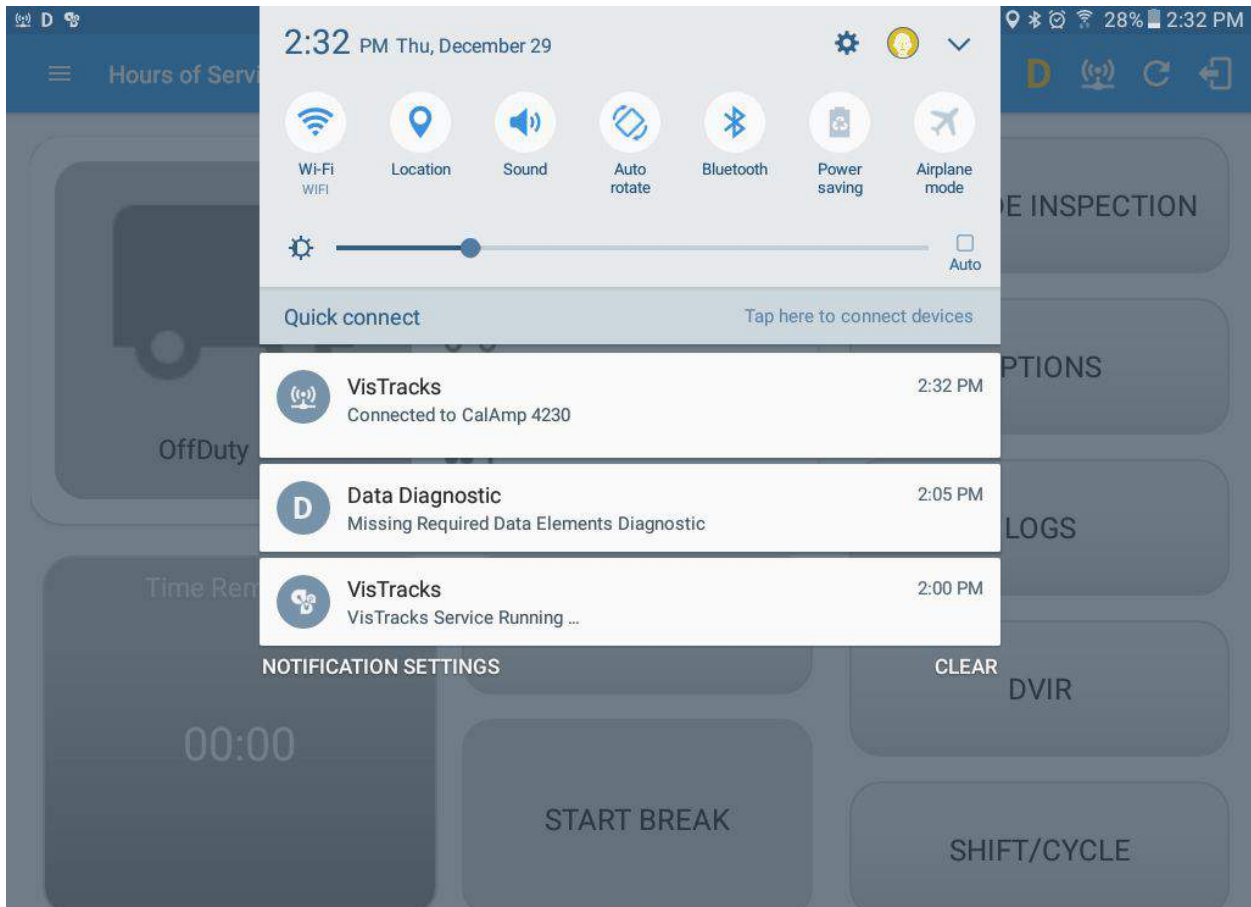 D
28%
2:32 PM
2:32 PM Thu, December 29
Hours of Servi
D
Wi-Fi
WIFI
Location
Sound
Auto
rotate
Bluetooth
Power
saving
Airplane
mode
E INSPECTION
Auto
Quick connect
Tap here to connect devices
VisTracks
2:32 PM
Connected to CalAmp 4230
PTIONS
OffDuty
D
Data Diagnostic
2:05 PM
Missing Required Data Elements Diagnostic
LOGS
Time Rem
VisTracks
2:00 PM
VisTracks Service Running ...
NOTIFICATION SETTINGS
CLEAR
DVIR
00:00
START BREAK
SHIFT/CYCLE